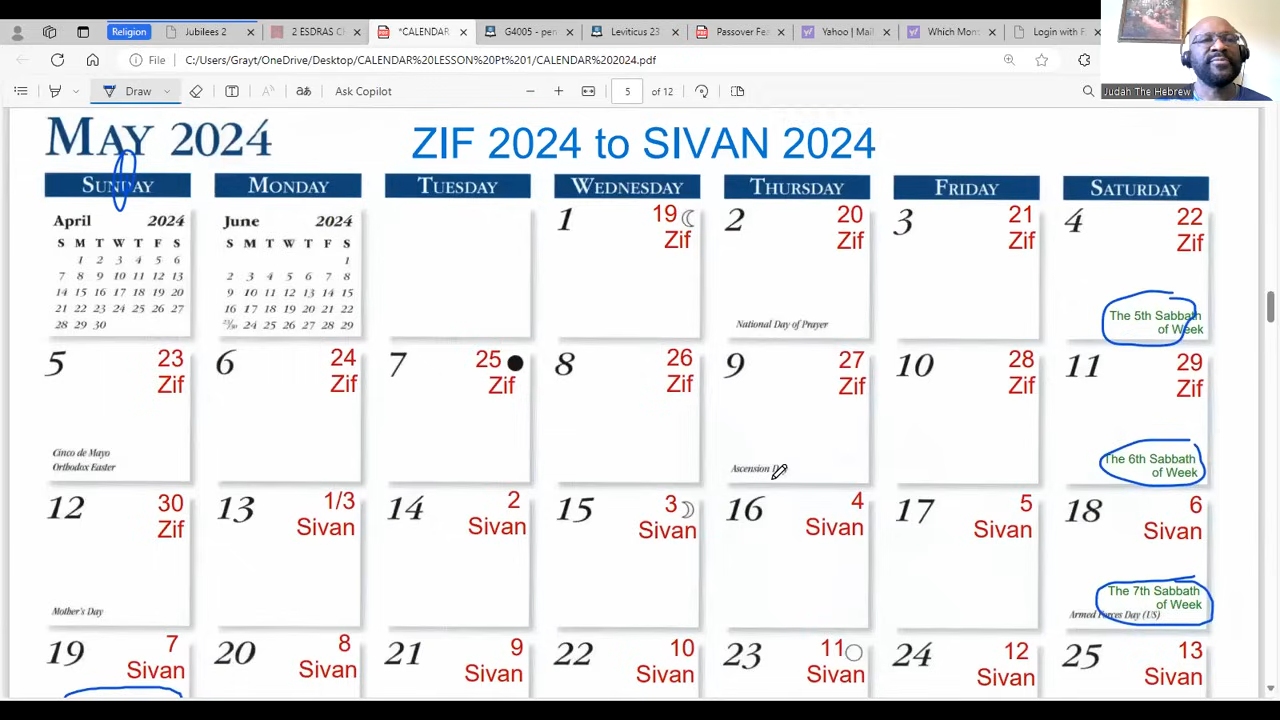 Religion
Jubilees 2
2 ESDRAS C
*CALENDAR
G4005 - pen
Leviticus 23
Passover Fe
Yahoo | Mail
Which Mon
Login with F
File
C:/Users/Grayt/OneDrive/Desktop/CALENDAR%20LESSON%20Pt%201/CALENDAR%202024.pdf
Draw
Ask Copilot
5 of 12
Judah The Hebrew
MAY 2024
ZIF 2024 to SIVAN 2024
SUNDAY MONDAY TUESDAY WEDNESDAY THURSDAY FRIDAY SATURDAY
April 2024
S M T W T F S
1 2 3 4 5 6
7 8 9 10 11 12 13
14 15 16 17 18 19 20
21 22 23 24 25 26 27
28 29 30
June 2024
S M T W T F S
1
2 3 4 5 6 7 8
9 10 11 12 13 14 15
16 17 18 19 20 21 22
23/30 24 25 26 27 28 29
1 19 Zif
2 20 Zif
National Day of Prayer
3 21 Zif
4 22 Zif
The 5th Sabbath
of Week
5 23 Zif
Cinco de Mayo
Orthodox Easter
6 24 Zif
7 25 Zif
8 26 Zif
9 27 Zif
Ascension
10 28 Zif
11 29 Zif
The 6th Sabbath
of Week
12 30 Zif
Mother's Day
13 1/3 Sivan
14 2 Sivan
15 3 Sivan
16 4 Sivan
17 5 Sivan
18 6 Sivan
The 7th Sabbath
of Week
Armed Forces Day (US)
19 7 Sivan
20 8 Sivan
21 9 Sivan
22 10 Sivan
23 11 Sivan
24 12 Sivan
25 13 Sivan